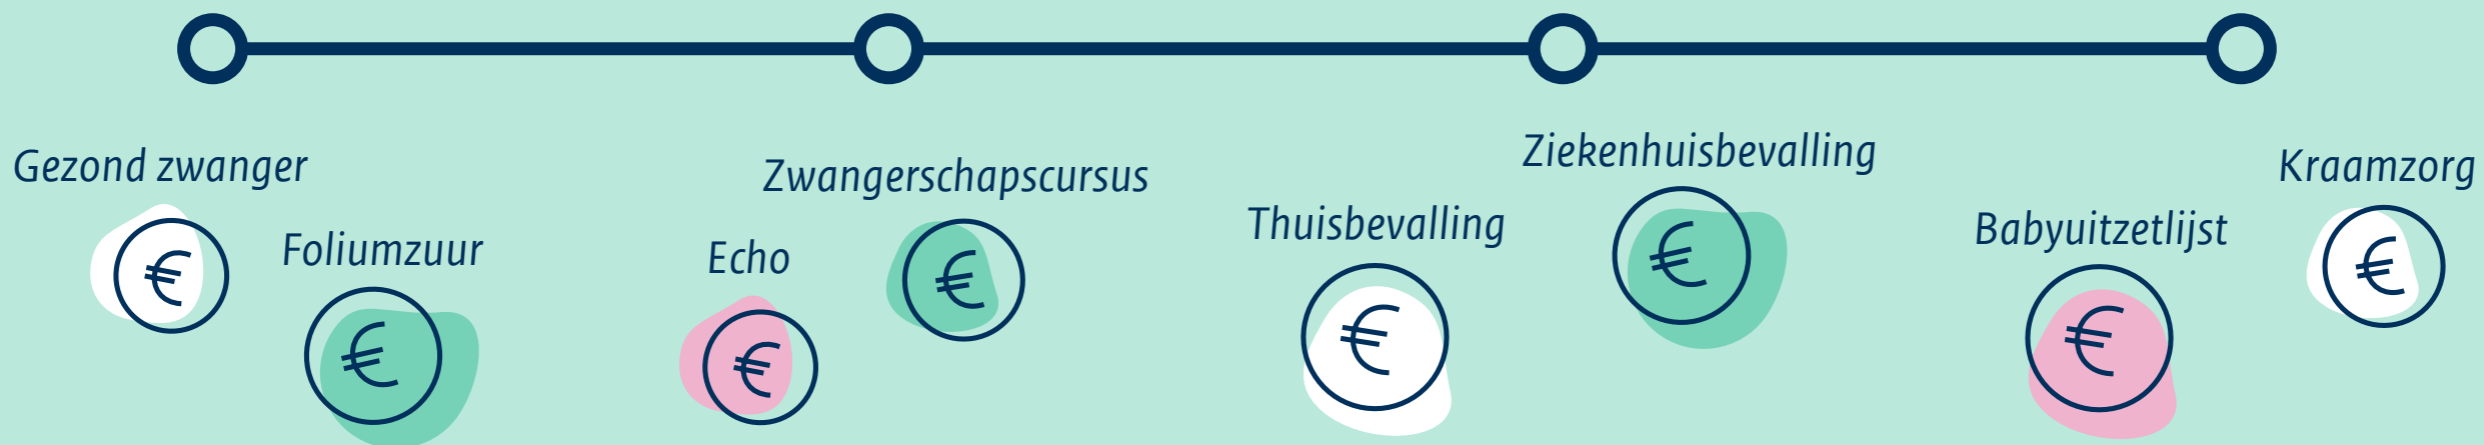 Gezond zwanger
€
Foliumzuur
€
Echo
€
Zwangerschapscursus
€
Thuisbevalling
€
Ziekenhuisbevalling
€
Babyuitzetlijst
€
Kraamzorg
€